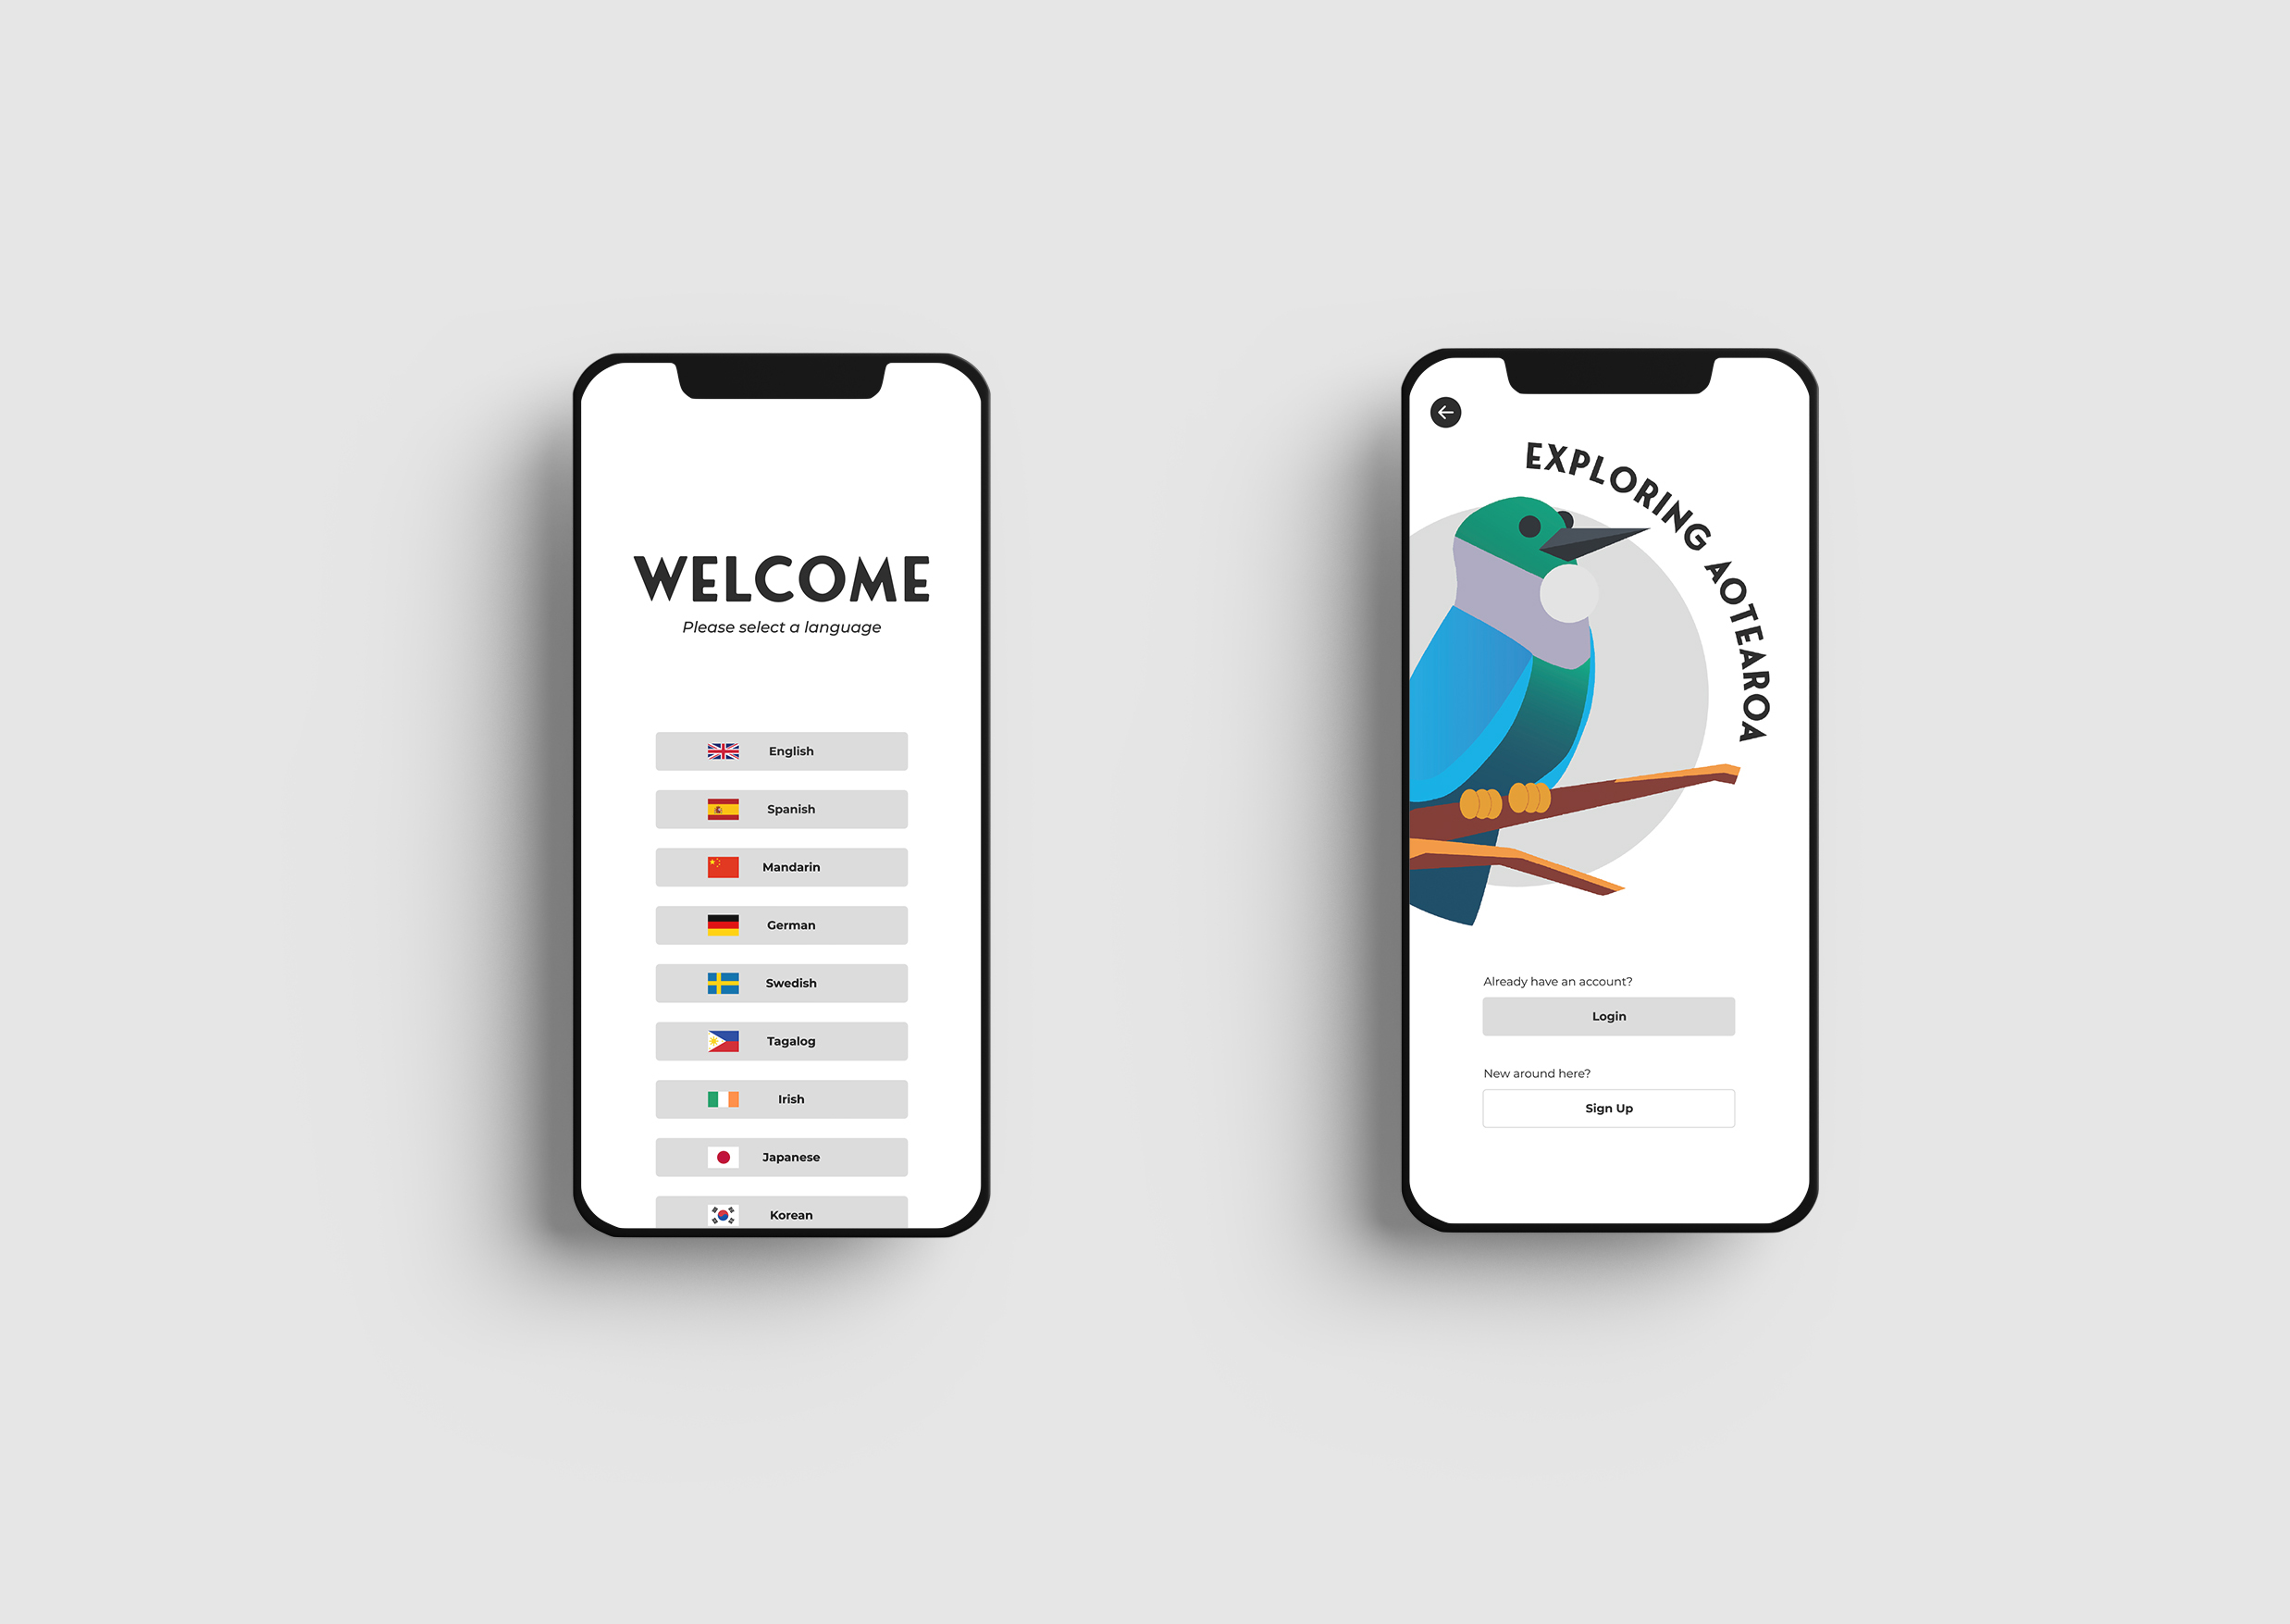 WELCOME
Please select a language
English
Spanish
Mandarin
German
Swedish
Tagalog
Irish
Japanese
Korean
EXPLORING AOTEAROA
Already have an account?
Login
New around here?
Sign Up